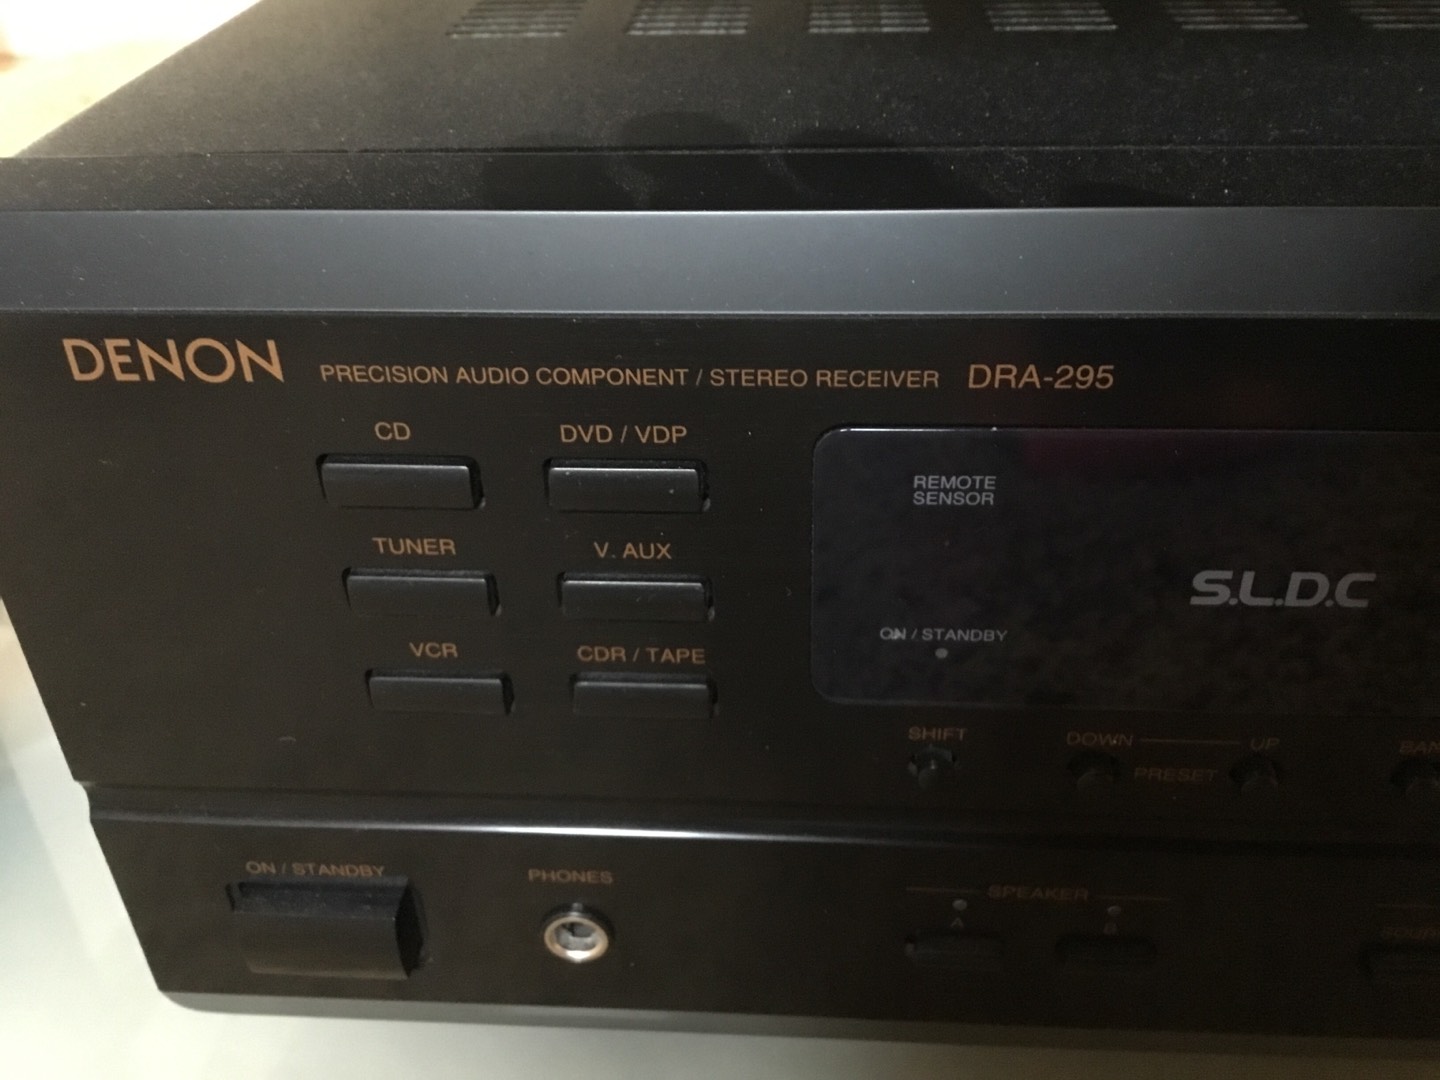 DENON PRECISION AUDIO COMPONENT / STEREO RECEIVER DRA-295
CD DVD / VDP
REMOTE
SENSOR
TUNER V. AUX
S.L.D.C
ON / STANDBY
VCR CDR / TAPE
SHIFT DOWN UP
PRESET
ON / STANDBY PHONES SPEAKER
A B